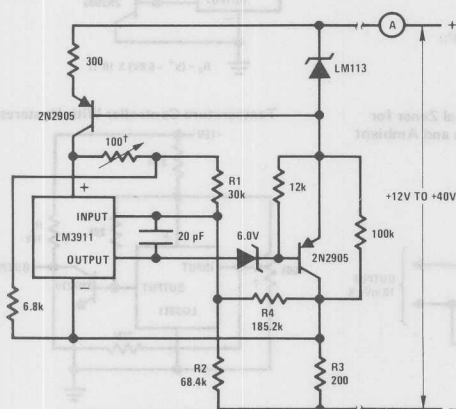 A
+
300
LM113
2N2905
100†
R1
30k
12k
+
+12V TO +40V
INPUT
LM3911
OUTPUT
20 pF
6.0V
2N2905
100k
–
6.8k
R4
185.2k
R2
68.4k
R3
200
–